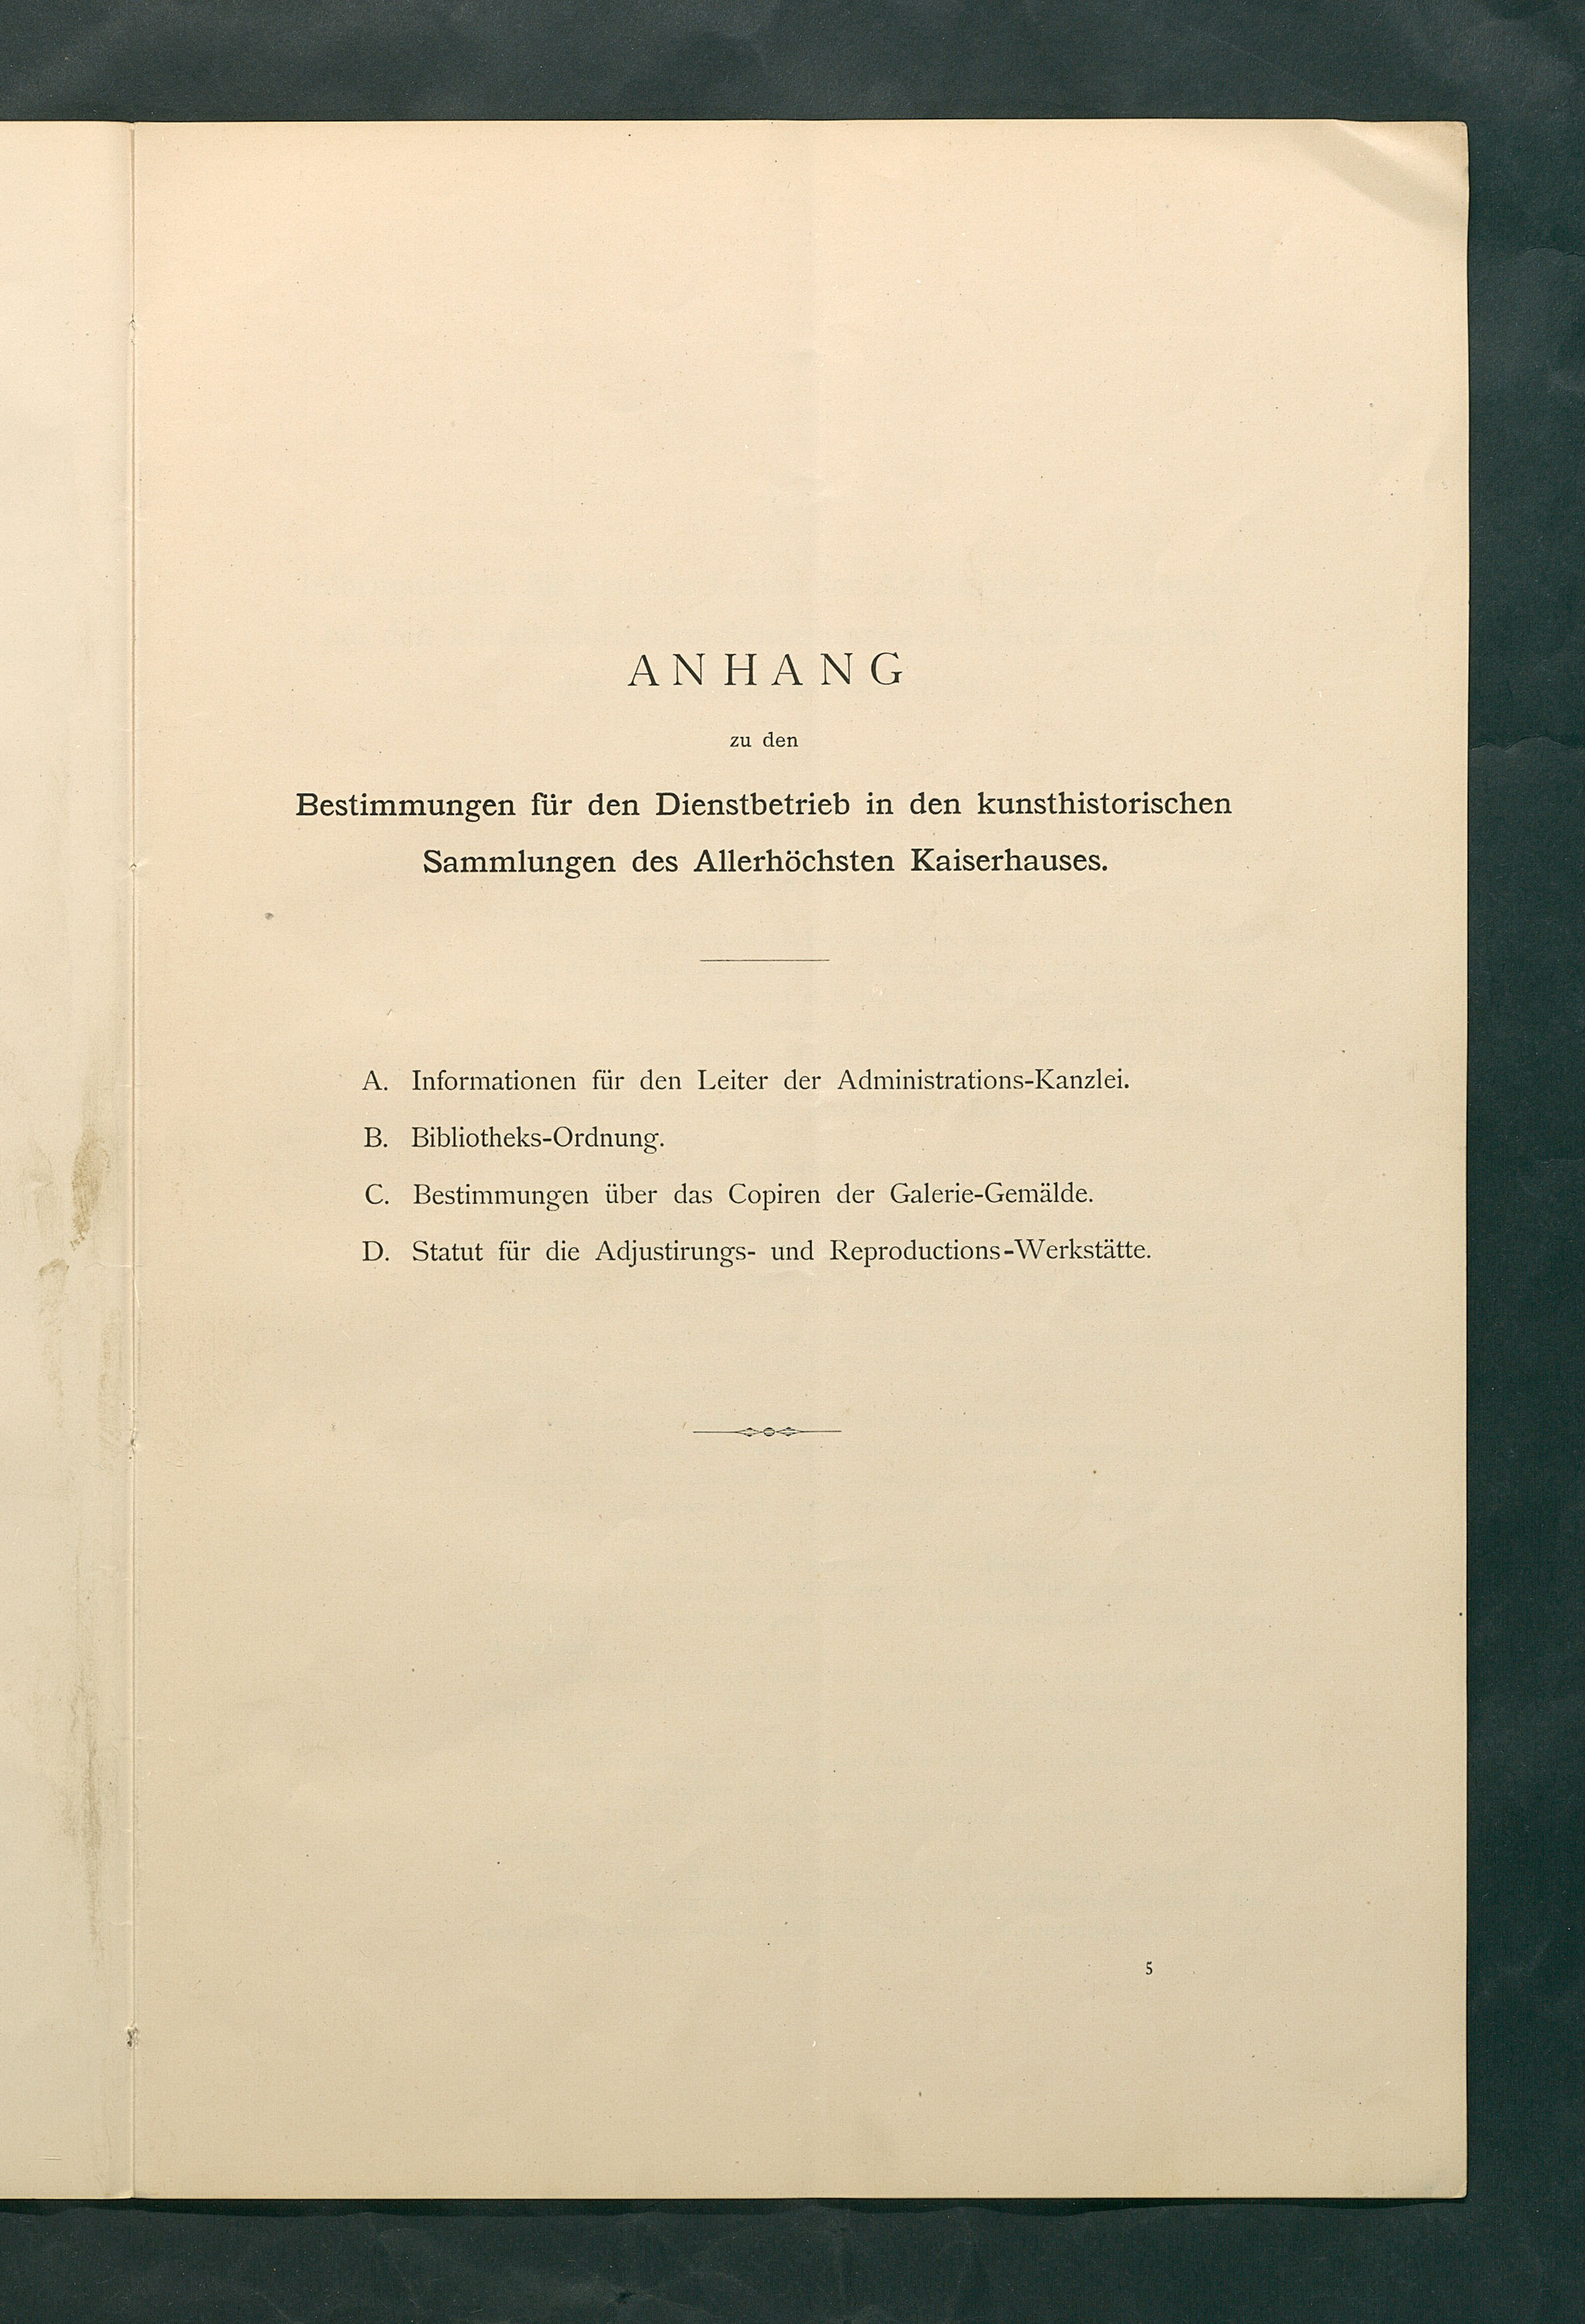 ANHANG
zu den
Bestimmungen für den Dienstbetrieb in den kunsthistorischen
Sammlungen des Allerhöchsten Kaiserhauses.
A. Informationen für den Leiter der Administrations-Kanzlei.
B. Bibliotheks-Ordnung.
C. Bestimmungen über das Copiren der Galerie-Gemälde.
D. Statut für die Adjustirungs- und Reproductions-Werkstätte.
5